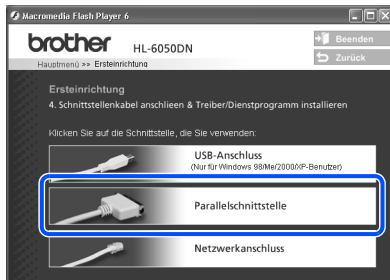 Macromedia Flash Player 6
brother HL-6050DN
Beenden
Zurück
Hauptmenü >> Ersteinrichtung
Ersteinrichtung
4. Schnittstellenkabel anschlieen & Treiber/Dienstprogramm installieren
Klicken Sie auf die Schnittstelle, die Sie verwenden:
USB-Anschluss
(Nur für Windows 98/Me/2000/XP-Benutzer)
Parallelschnittstelle
Netzwerkanschluss